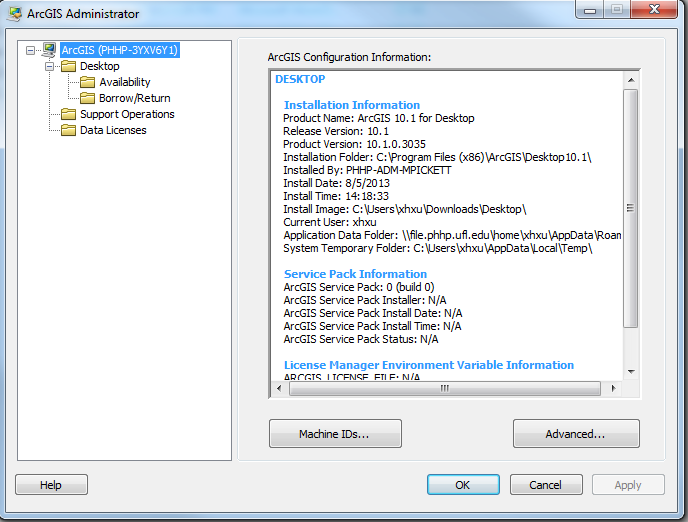 ArcGIS Administrator
ArcGIS (PHHP-3YXV6Y1)
Desktop
Availability
Borrow/Return
Support Operations
Data Licenses
ArcGIS Configuration Information:
DESKTOP
Installation Information
Product Name: ArcGIS 10.1 for Desktop
Release Version: 10.1
Product Version: 10.1.0.3035
Installation Folder: C:\Program Files (x86)\ArcGIS\Desktop10.1\
Installed By: PHHP-ADM-MPICKETT
Install Date: 8/5/2013
Install Time: 14:18:33
Install Image: C:\Users\xhxu\Downloads\Desktop\
Current User: xhxu
Application Data Folder: \\file.phhp.ufl.edu\home\xhxu\AppData\Roam
System Temporary Folder: C:\Users\xhxu\AppData\Local\Temp\
Service Pack Information
ArcGIS Service Pack: 0 (build 0)
ArcGIS Service Pack Installer: N/A
ArcGIS Service Pack Install Date: N/A
ArcGIS Service Pack Install Time: N/A
ArcGIS Service Pack Status: N/A
License Manager Environment Variable Information
ARCGIS_LICENSE_FILE: N/A
Machine IDs...
Advanced...
Help
OK
Cancel
Apply